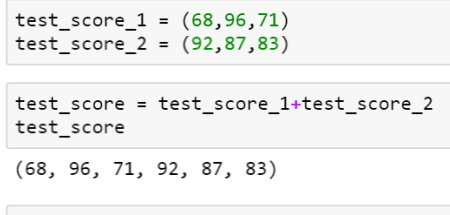 test_score_1 = (68,96,71)
test_score_2 = (92,87,83)
test_score = test_score_1+test_score_2
test_score
(68, 96, 71, 92, 87, 83)